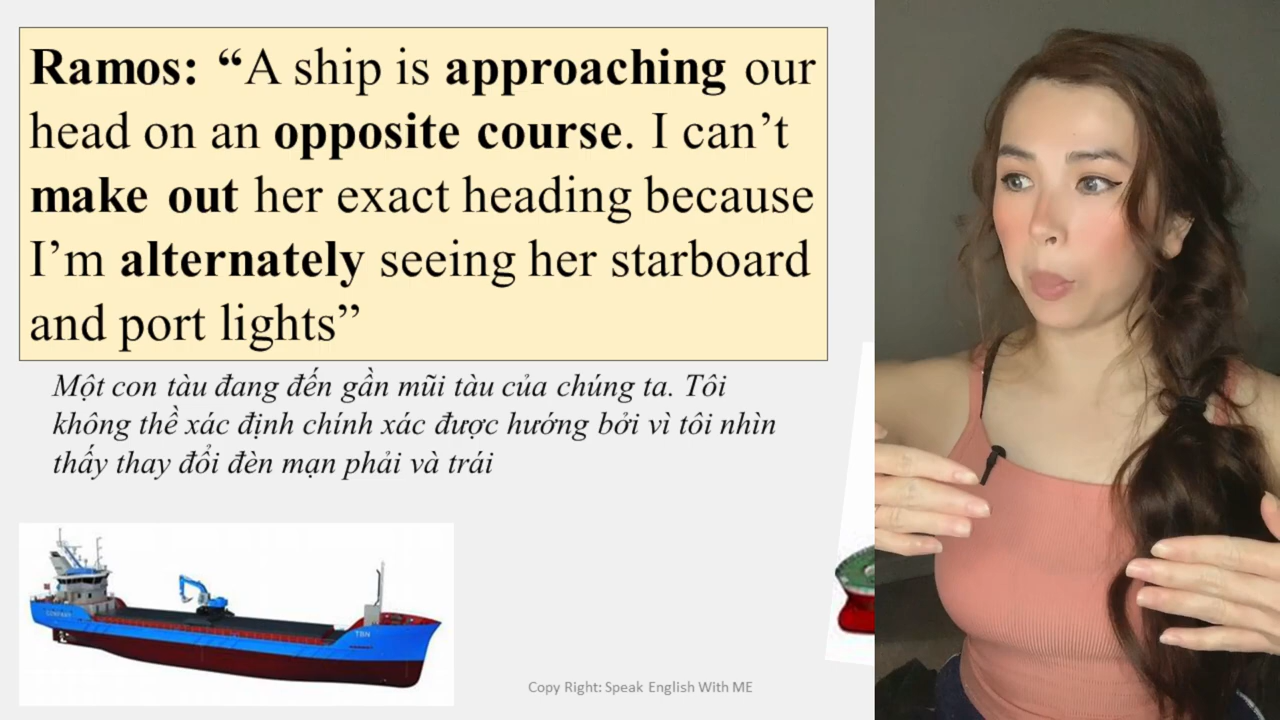 Ramos: “A ship is approaching our
head on an opposite course. I can’t
make out her exact heading because
I’m alternately seeing her starboard
and port lights”
Một con tàu đang đến gần mũi tàu của chúng ta. Tôi
không thể xác định chính xác được hướng bởi vì tôi nhìn
thấy thay đổi đèn mạn phải và trái
TBN
Copy Right: Speak English With ME